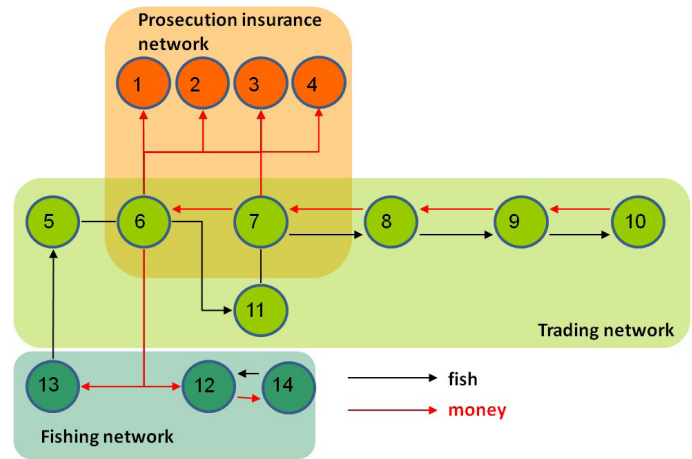 Prosecution insurance
network
1 2 3 4
5 6 7 8 9 10
11
Trading network
13 12 14
Fishing network
fish
money